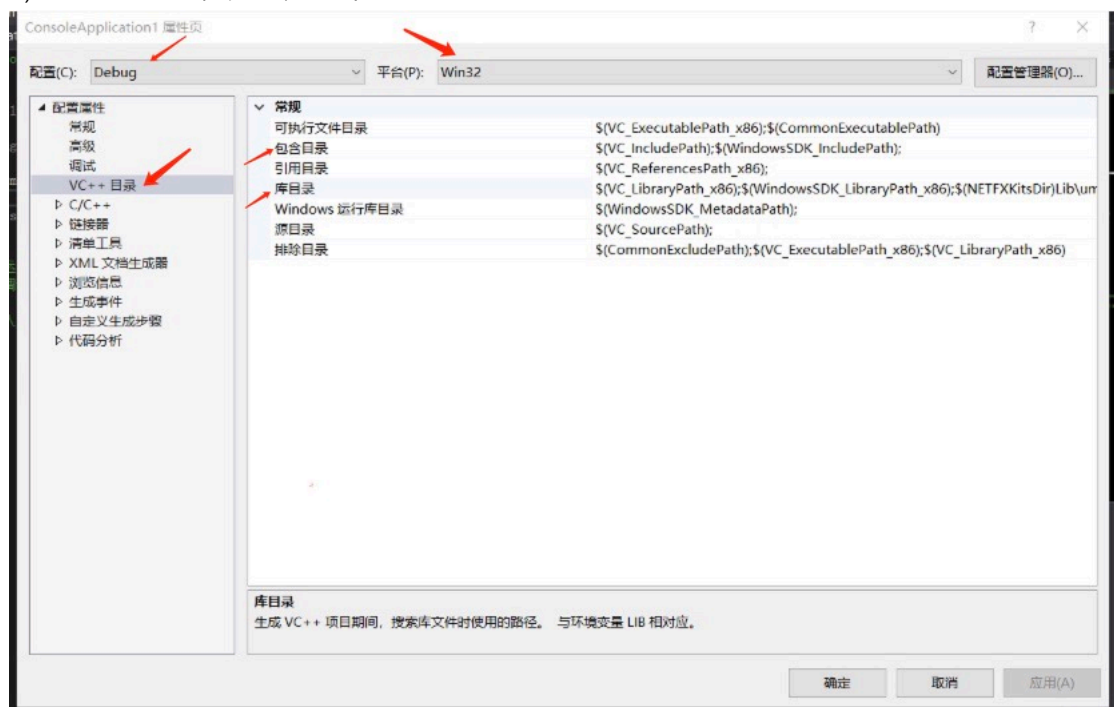 ConsoleApplication1 属性页 ? ×
配置(C): Debug 平台(P): Win32 配置管理器(O)...
配置属性
常规
高级
调试
VC++ 目录
C/C++
链接器
清单工具
XML 文档生成器
浏览信息
生成事件
自定义生成步骤
代码分析
常规
可执行文件目录 $(VC_ExecutablePath_x86);$(CommonExecutablePath)
包含目录 $(VC_IncludePath);$(WindowsSDK_IncludePath);
引用目录 $(VC_ReferencesPath_x86);
库目录 $(VC_LibraryPath_x86);$(WindowsSDK_LibraryPath_x86);$(NETFXKitsDir)Lib\um
Windows 运行库目录 $(WindowsSDK_MetadataPath);
源目录 $(VC_SourcePath);
排除目录 $(CommonExcludePath);$(VC_ExecutablePath_x86);$(VC_LibraryPath_x86)
库目录
生成 VC++ 项目期间，搜索库文件时使用的路径。 与环境变量 LIB 相对应。
确定 取消 应用(A)